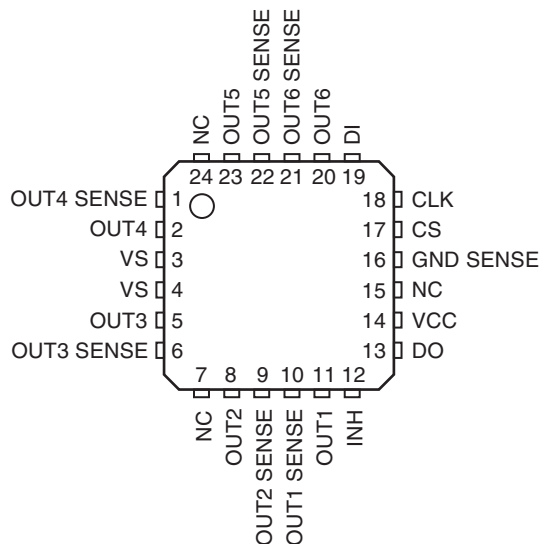 NC
OUT5
OUT5 SENSE
OUT6 SENSE
OUT6
DI
24 23 22 21 20 19
OUT4 SENSE 1
OUT4 2
VS 3
VS 4
OUT3 5
OUT3 SENSE 6
18 CLK
17 CS
16 GND SENSE
15 NC
14 VCC
13 DO
7 8 9 10 11 12
NC
OUT2
OUT2 SENSE
OUT1 SENSE
OUT1
INH